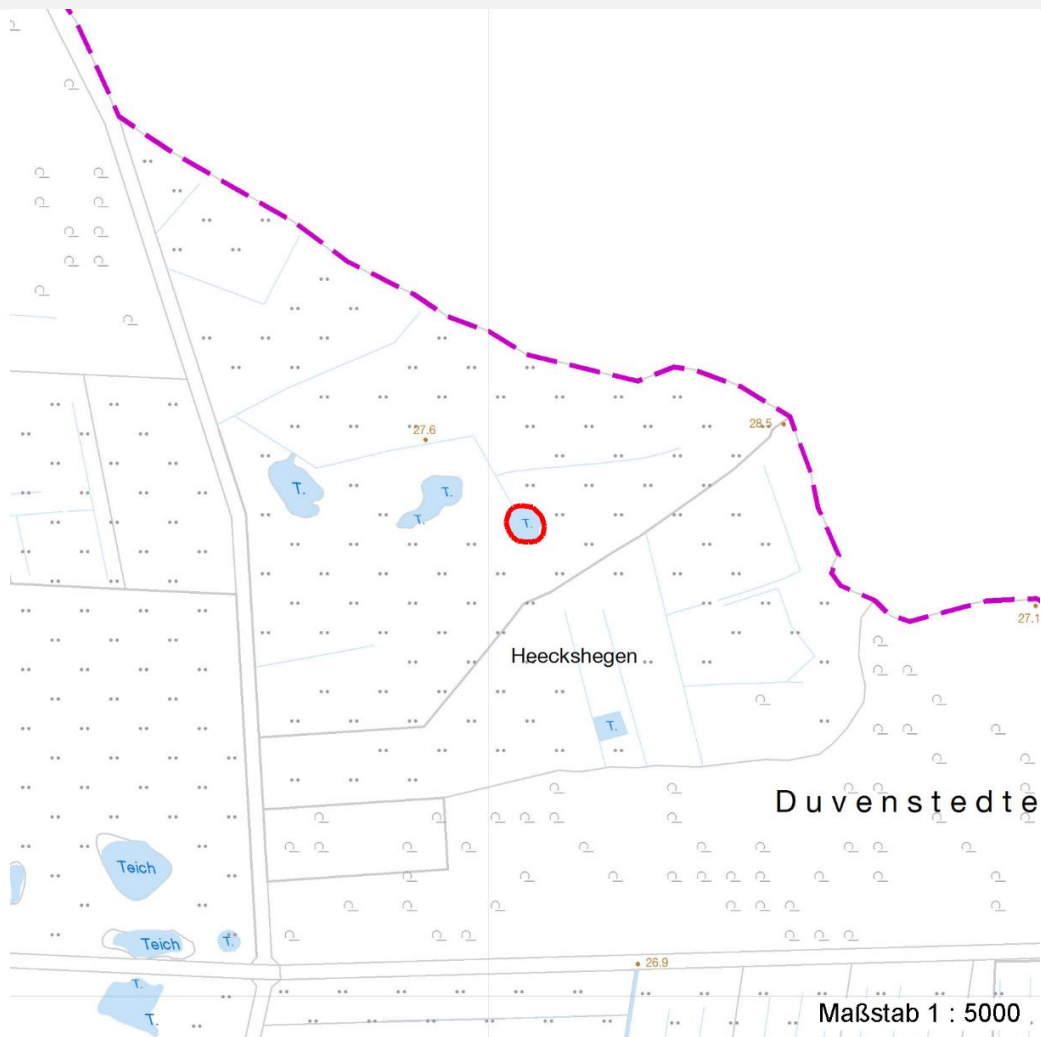 28.5
27.6
T.
T.
T.
T.
27.1
Heeckshegen
T.
Duvenstedte
Teich
Teich
T.
26.9
T.
T.
Maßstab 1 : 5000